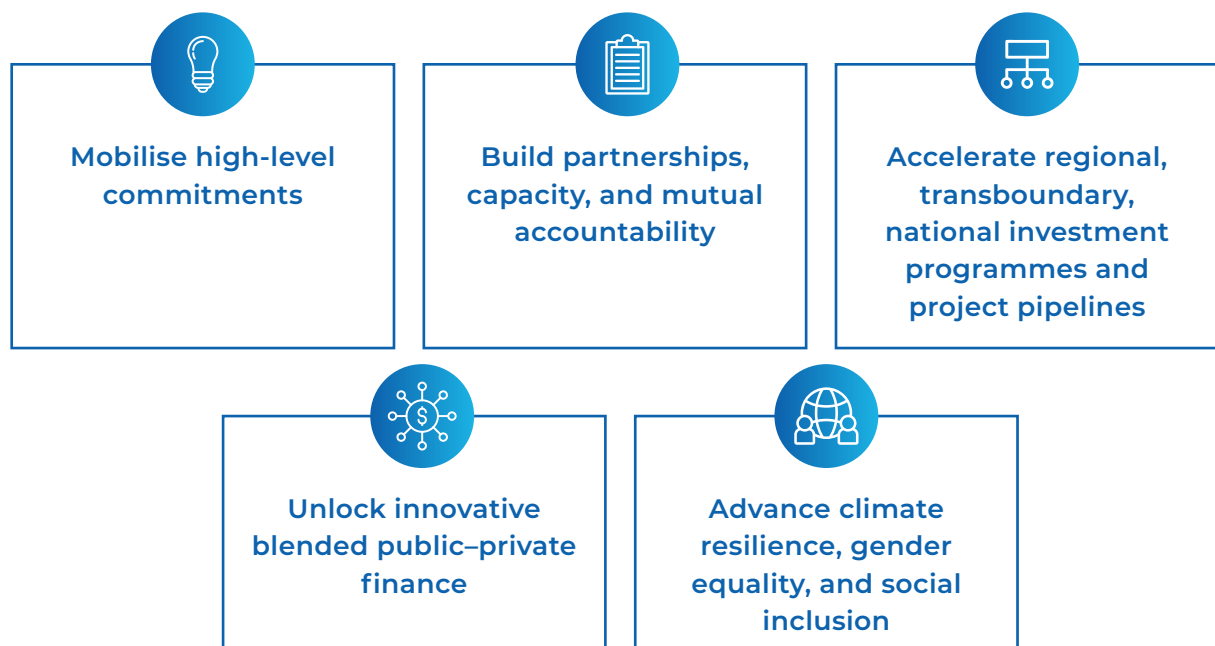 Mobilise high-level
commitments
Build partnerships,
capacity, and mutual
accountability
Accelerate regional,
transboundary,
national investment
programmes and
project pipelines
$
Unlock innovative
blended public–private
finance
Advance climate
resilience, gender
equality, and social
inclusion